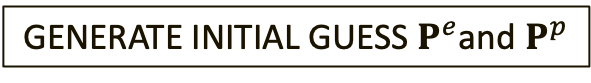 GENERATE INITIAL GUESS 𝐏ᵉ and 𝐏ᵖ